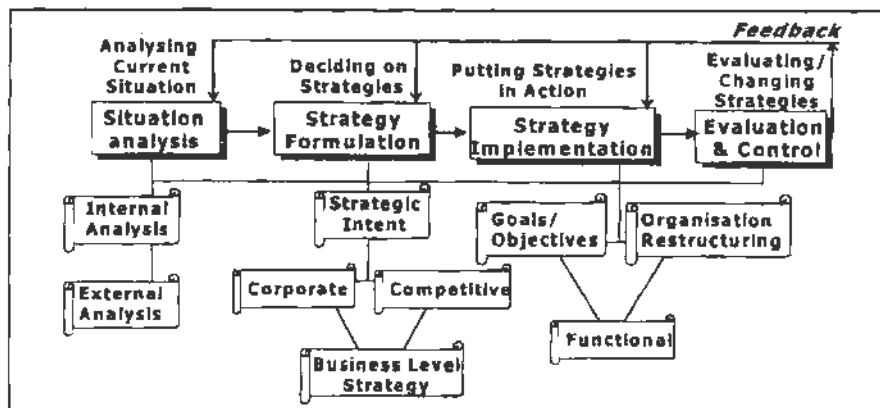 Feedback
Analysing
Current
Situation
Deciding on
Strategies
Putting Strategies
in Action
Evaluating/
Changing
Strategies
Situation
analysis
Strategy
Formulation
Strategy
Implementation
Evaluation
& Control
Internal
Analysis
External
Analysis
Strategic
Intent
Corporate
Competitive
Business Level
Strategy
Goals/
Objectives
Organisation
Restructuring
Functional